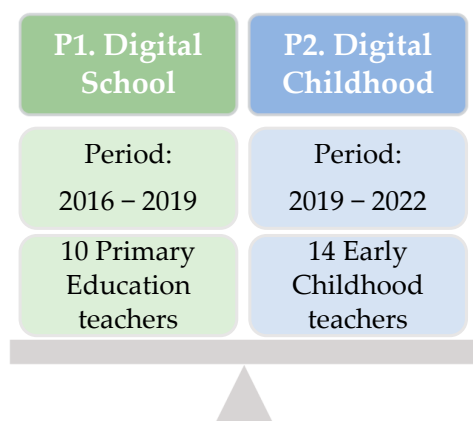 P1. Digital
School
P2. Digital
Childhood
Period:
2016 – 2019
Period:
2019 – 2022
10 Primary
Education
teachers
14 Early
Childhood
teachers